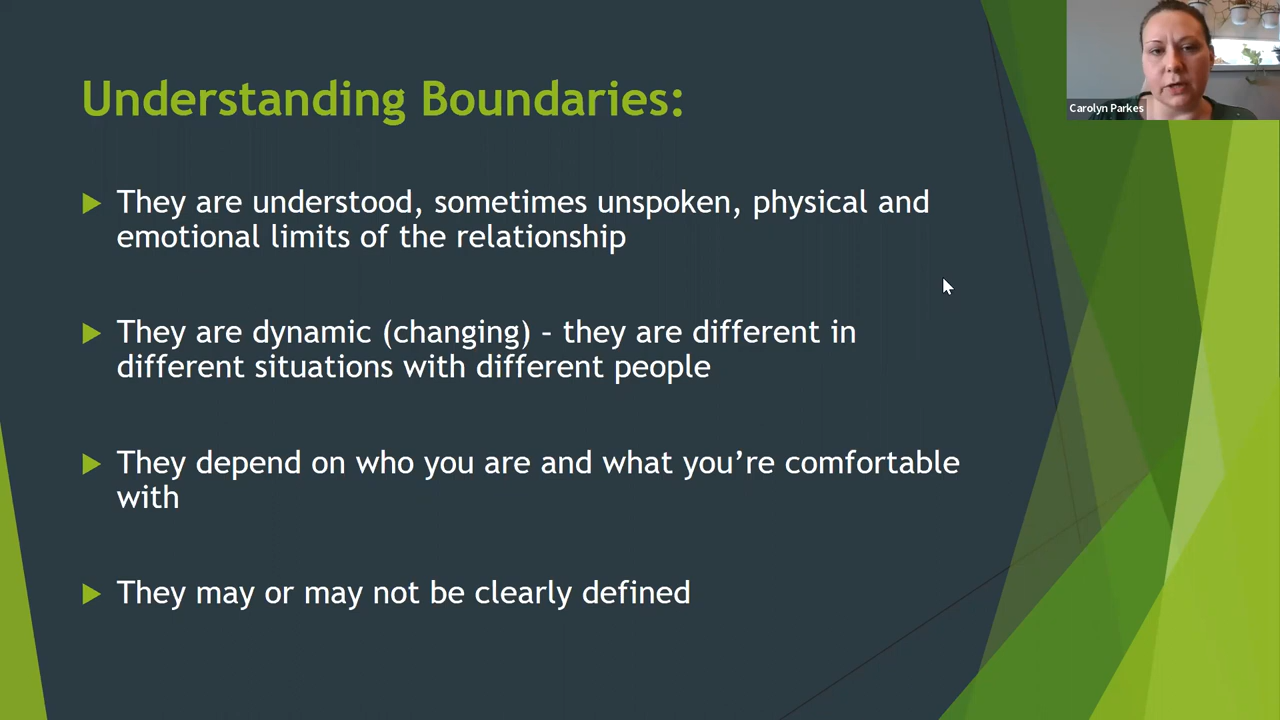 Carolyn Parkes
Understanding Boundaries:
They are understood, sometimes unspoken, physical and
emotional limits of the relationship
They are dynamic (changing) – they are different in
different situations with different people
They depend on who you are and what you’re comfortable
with
They may or may not be clearly defined